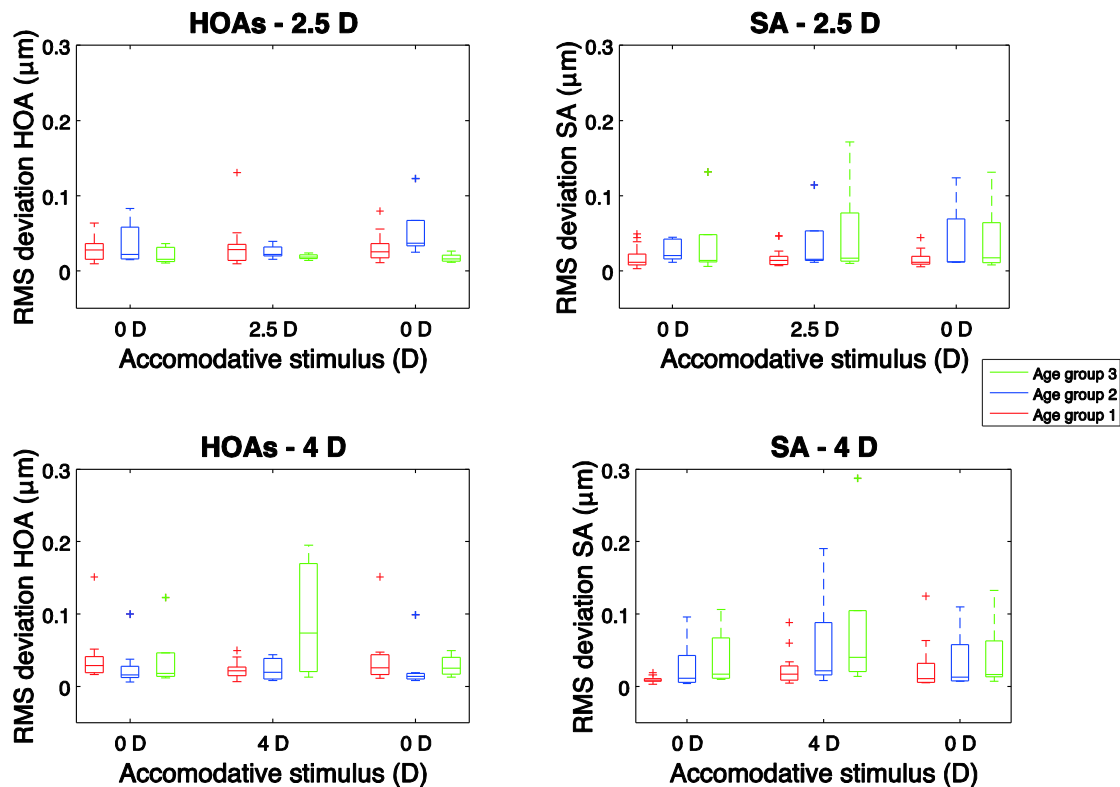 HOAs - 2.5 D
RMS deviation HOA (µm)
0.3
0.2
0.1
0
0 D
2.5 D
0 D
Accomodative stimulus (D)
SA - 2.5 D
RMS deviation SA (µm)
0.3
0.2
0.1
0
0 D
2.5 D
0 D
Accomodative stimulus (D)
Age group 3
Age group 2
Age group 1
HOAs - 4 D
RMS deviation HOA (µm)
0.3
0.2
0.1
0
0 D
4 D
0 D
Accomodative stimulus (D)
SA - 4 D
RMS deviation SA (µm)
0.3
0.2
0.1
0
0 D
4 D
0 D
Accomodative stimulus (D)